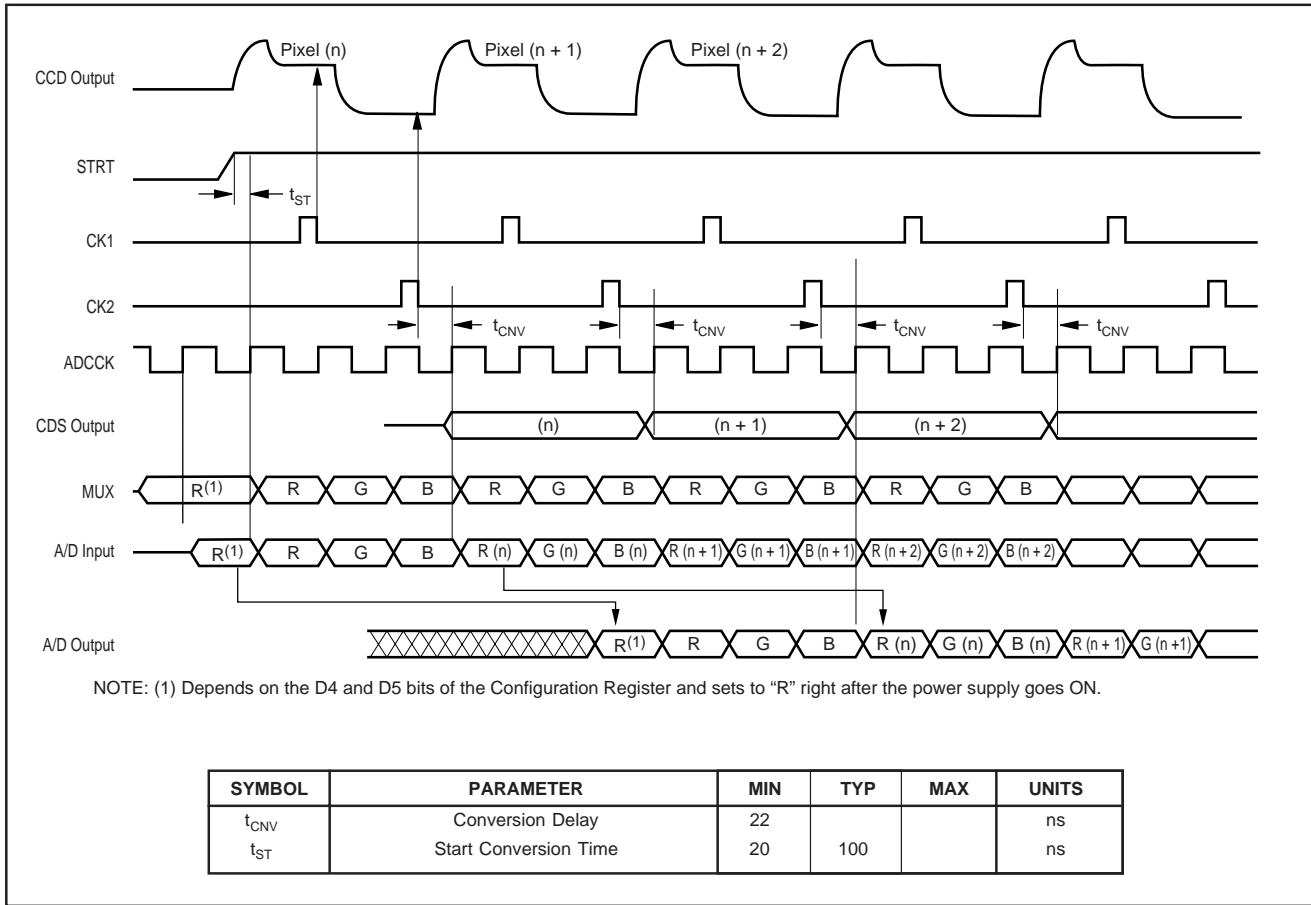 Pixel (n) Pixel (n + 1) Pixel (n + 2)
CCD Output
STRT
tST
CK1
CK2
tCNV tCNV tCNV tCNV
ADCCK
CDS Output (n) (n + 1) (n + 2)
MUX R(1) R G B R G B R G B R G B
A/D Input R(1) R G B R (n) G (n) B (n) R (n + 1) G (n + 1) B (n + 1) R (n + 2) G (n + 2) B (n + 2)
A/D Output R(1) R G B R (n) G (n) B (n) R (n + 1) G (n+1)
NOTE: (1) Depends on the D4 and D5 bits of the Configuration Register and sets to “R” right after the power supply goes ON.
SYMBOL PARAMETER MIN TYP MAX UNITS
tCNV Conversion Delay 22 ns
tST Start Conversion Time 20 100 ns